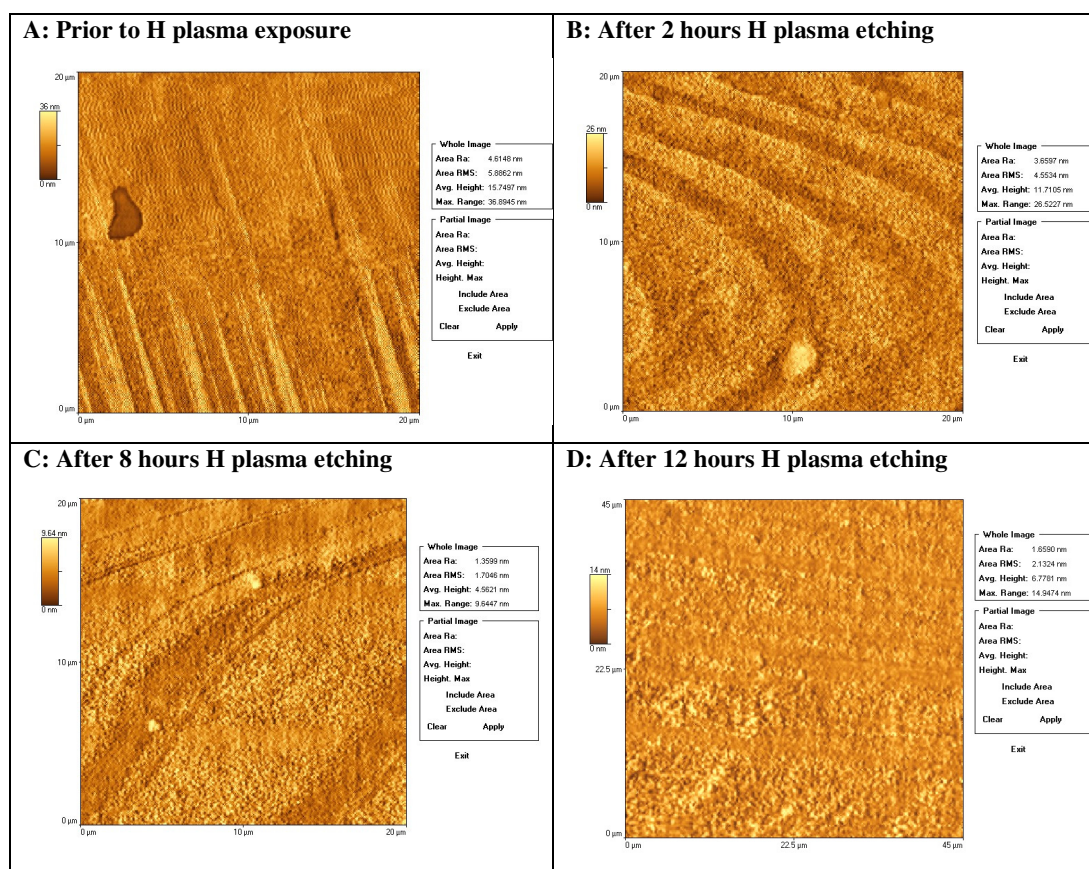 A: Prior to H plasma exposure
36 nm
0 nm
20 µm
10 µm
0 µm
0 µm
10 µm
20 µm
Whole Image
Area Ra: 4.6148 nm
Area RMS: 5.8862 nm
Avg. Height: 15.7497 nm
Max. Range: 36.8945 nm
Partial Image
Area Ra:
Area RMS:
Avg. Height:
Height. Max
Include Area
Exclude Area
Clear Apply
Exit
B: After 2 hours H plasma etching
26 nm
0 nm
20 µm
10 µm
0 µm
0 µm
10 µm
20 µm
Whole Image
Area Ra: 3.6597 nm
Area RMS: 4.5534 nm
Avg. Height: 11.7105 nm
Max. Range: 26.5227 nm
Partial Image
Area Ra:
Area RMS:
Avg. Height:
Height. Max
Include Area
Exclude Area
Clear Apply
Exit
C: After 8 hours H plasma etching
9.64 nm
0 nm
20 µm
10 µm
0 µm
0 µm
10 µm
20 µm
Whole Image
Area Ra: 1.3599 nm
Area RMS: 1.7046 nm
Avg. Height: 4.5621 nm
Max. Range: 9.6447 nm
Partial Image
Area Ra:
Area RMS:
Avg. Height:
Height. Max
Include Area
Exclude Area
Clear Apply
Exit
D: After 12 hours H plasma etching
14 nm
0 nm
45 µm
22.5 µm
0 µm
0 µm
22.5 µm
45 µm
Whole Image
Area Ra: 1.6590 nm
Area RMS: 2.1324 nm
Avg. Height: 6.7781 nm
Max. Range: 14.9474 nm
Partial Image
Area Ra:
Area RMS:
Avg. Height:
Height. Max
Include Area
Exclude Area
Clear Apply
Exit